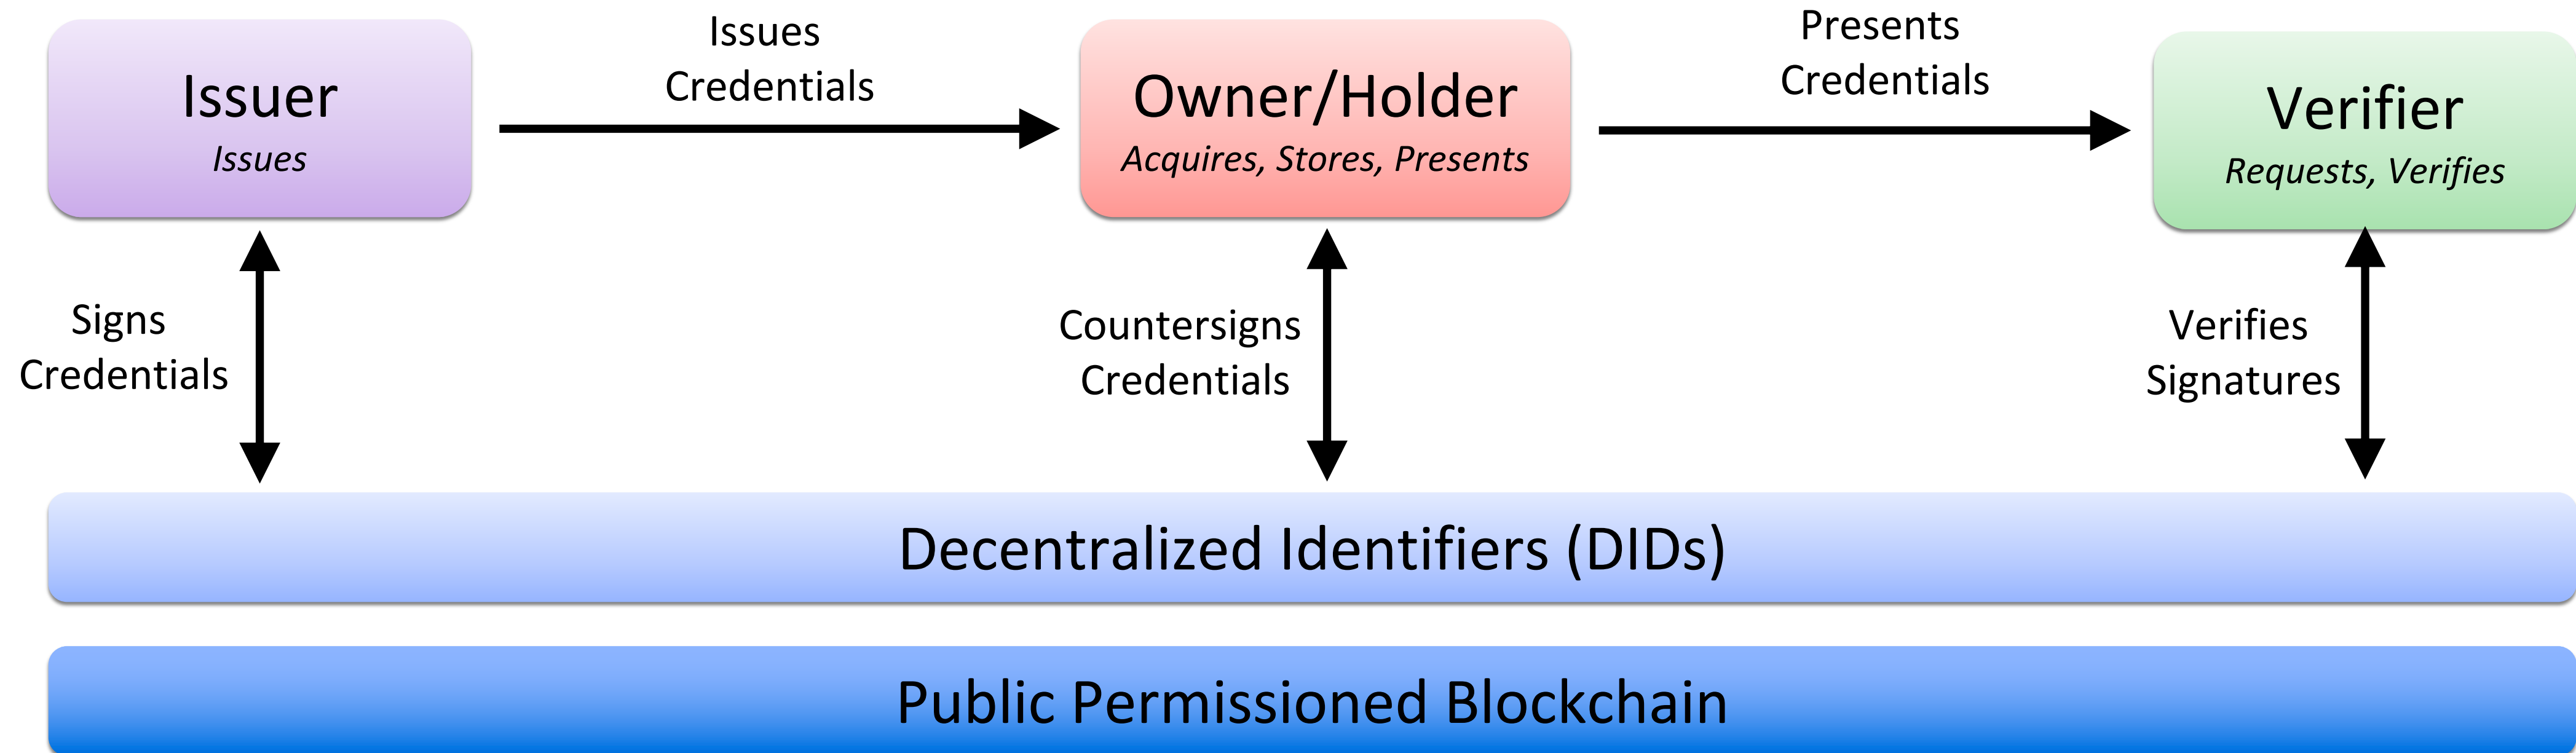 Issuer
Issues
Issues
Credentials
Owner/Holder
Acquires, Stores, Presents
Presents
Credentials
Verifier
Requests, Verifies
Signs
Credentials
Countersigns
Credentials
Verifies
Signatures
Decentralized Identifiers (DIDs)
Public Permissioned Blockchain